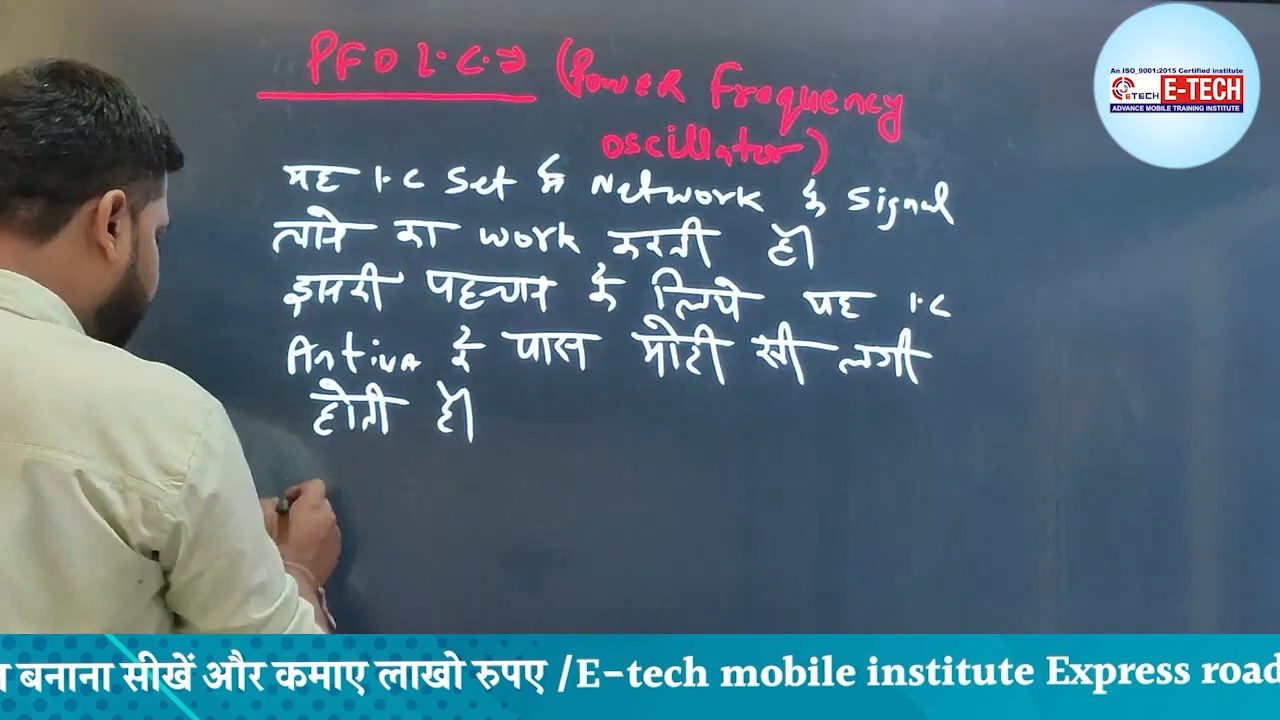 PFO I.C. ⇒ (Power Frequency
oscillator)
यह I.C Set के Network के Signal
लाने का work करती है।
इसकी पहचान के लिये यह I.C
Antina के पास मोटी सी लगी
होती है।
An ISO_9001:2015 Certified institute
ETECH E-TECH
ADVANCE MOBILE TRAINING INSTITUTE
बनाना सीखें और कमाए लाखो रुपए /E-tech mobile institute Express road